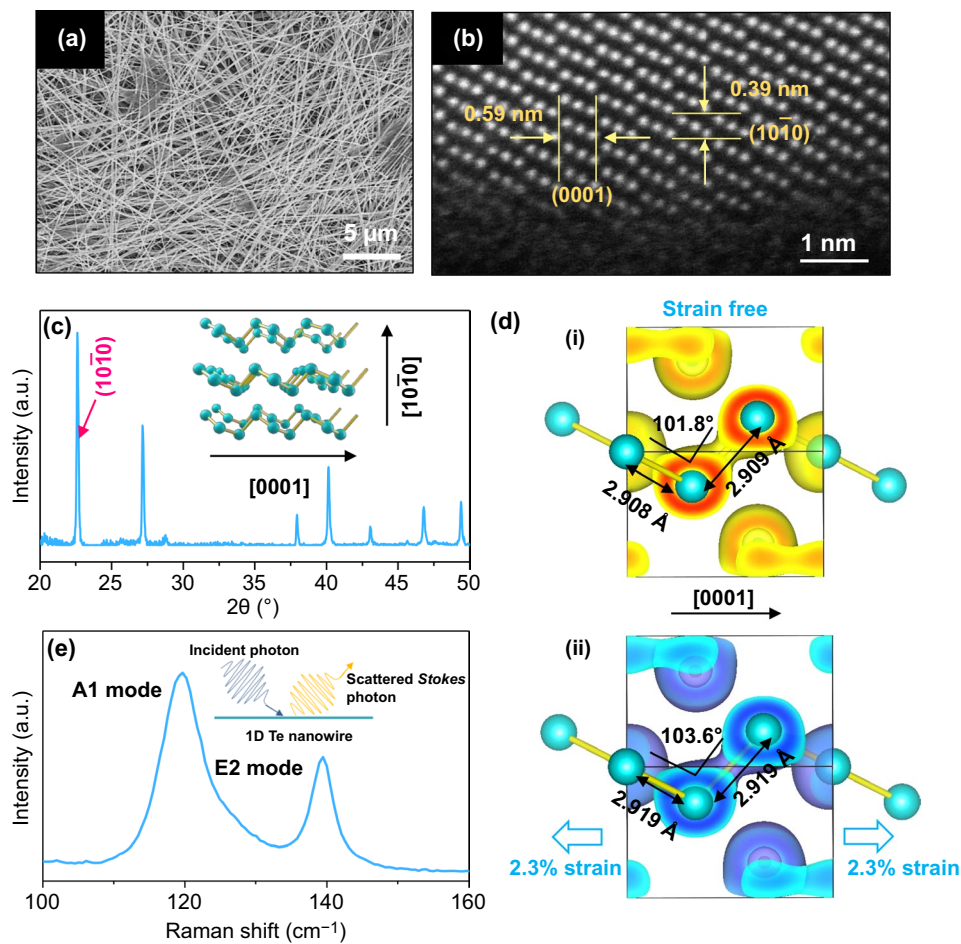 (a)
5 µm
(b)
0.59 nm
0.39 nm
(101̄0)
(0001)
1 nm
(c)
Intensity (a.u.)
(101̄0)
[101̄0]
[0001]
20 25 30 35 40 45 50
2θ (°)
(d)
Strain free
(i)
101.8°
2.908 Å
2.909 Å
[0001]
(ii)
103.6°
2.919 Å
2.919 Å
2.3% strain
2.3% strain
(e)
Intensity (a.u.)
A1 mode
Incident photon
Scattered Stokes
photon
1D Te nanowire
E2 mode
100 110 120 130 140 150 160
Raman shift (cm⁻¹)